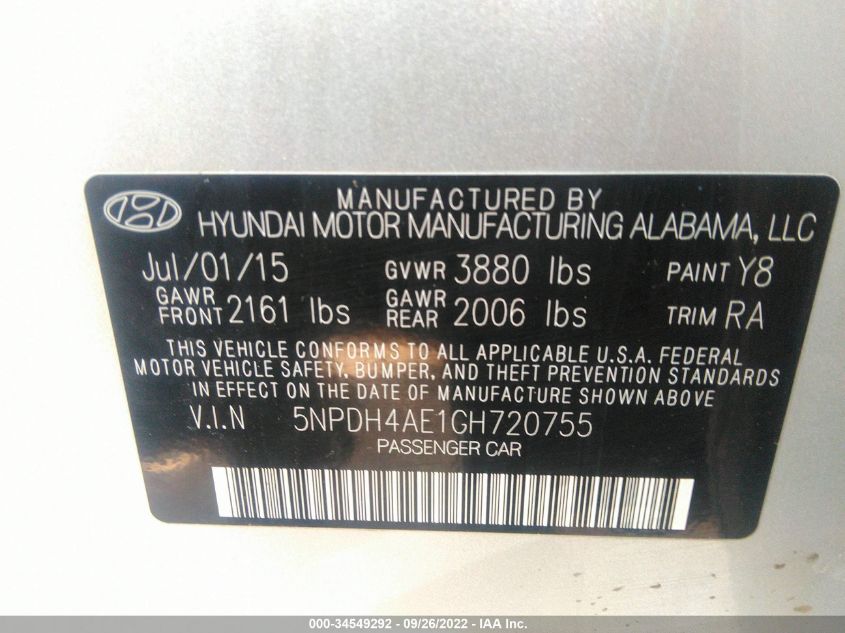 MANUFACTURED BY
HYUNDAI MOTOR MANUFACTURING ALABAMA, LLC
Jul/01/15 GVWR 3880 lbs PAINT Y8
GAWR FRONT 2161 lbs GAWR REAR 2006 lbs TRIM RA
THIS VEHICLE CONFORMS TO ALL APPLICABLE U.S.A. FEDERAL
MOTOR VEHICLE SAFETY, BUMPER, AND THEFT PREVENTION STANDARDS
IN EFFECT ON THE DATE OF MANUFACTURE SHOWN ABOVE
V.I.N 5NPDH4AE1GH720755
PASSENGER CAR
000-34549292 - 09/26/2022 - IAA Inc.